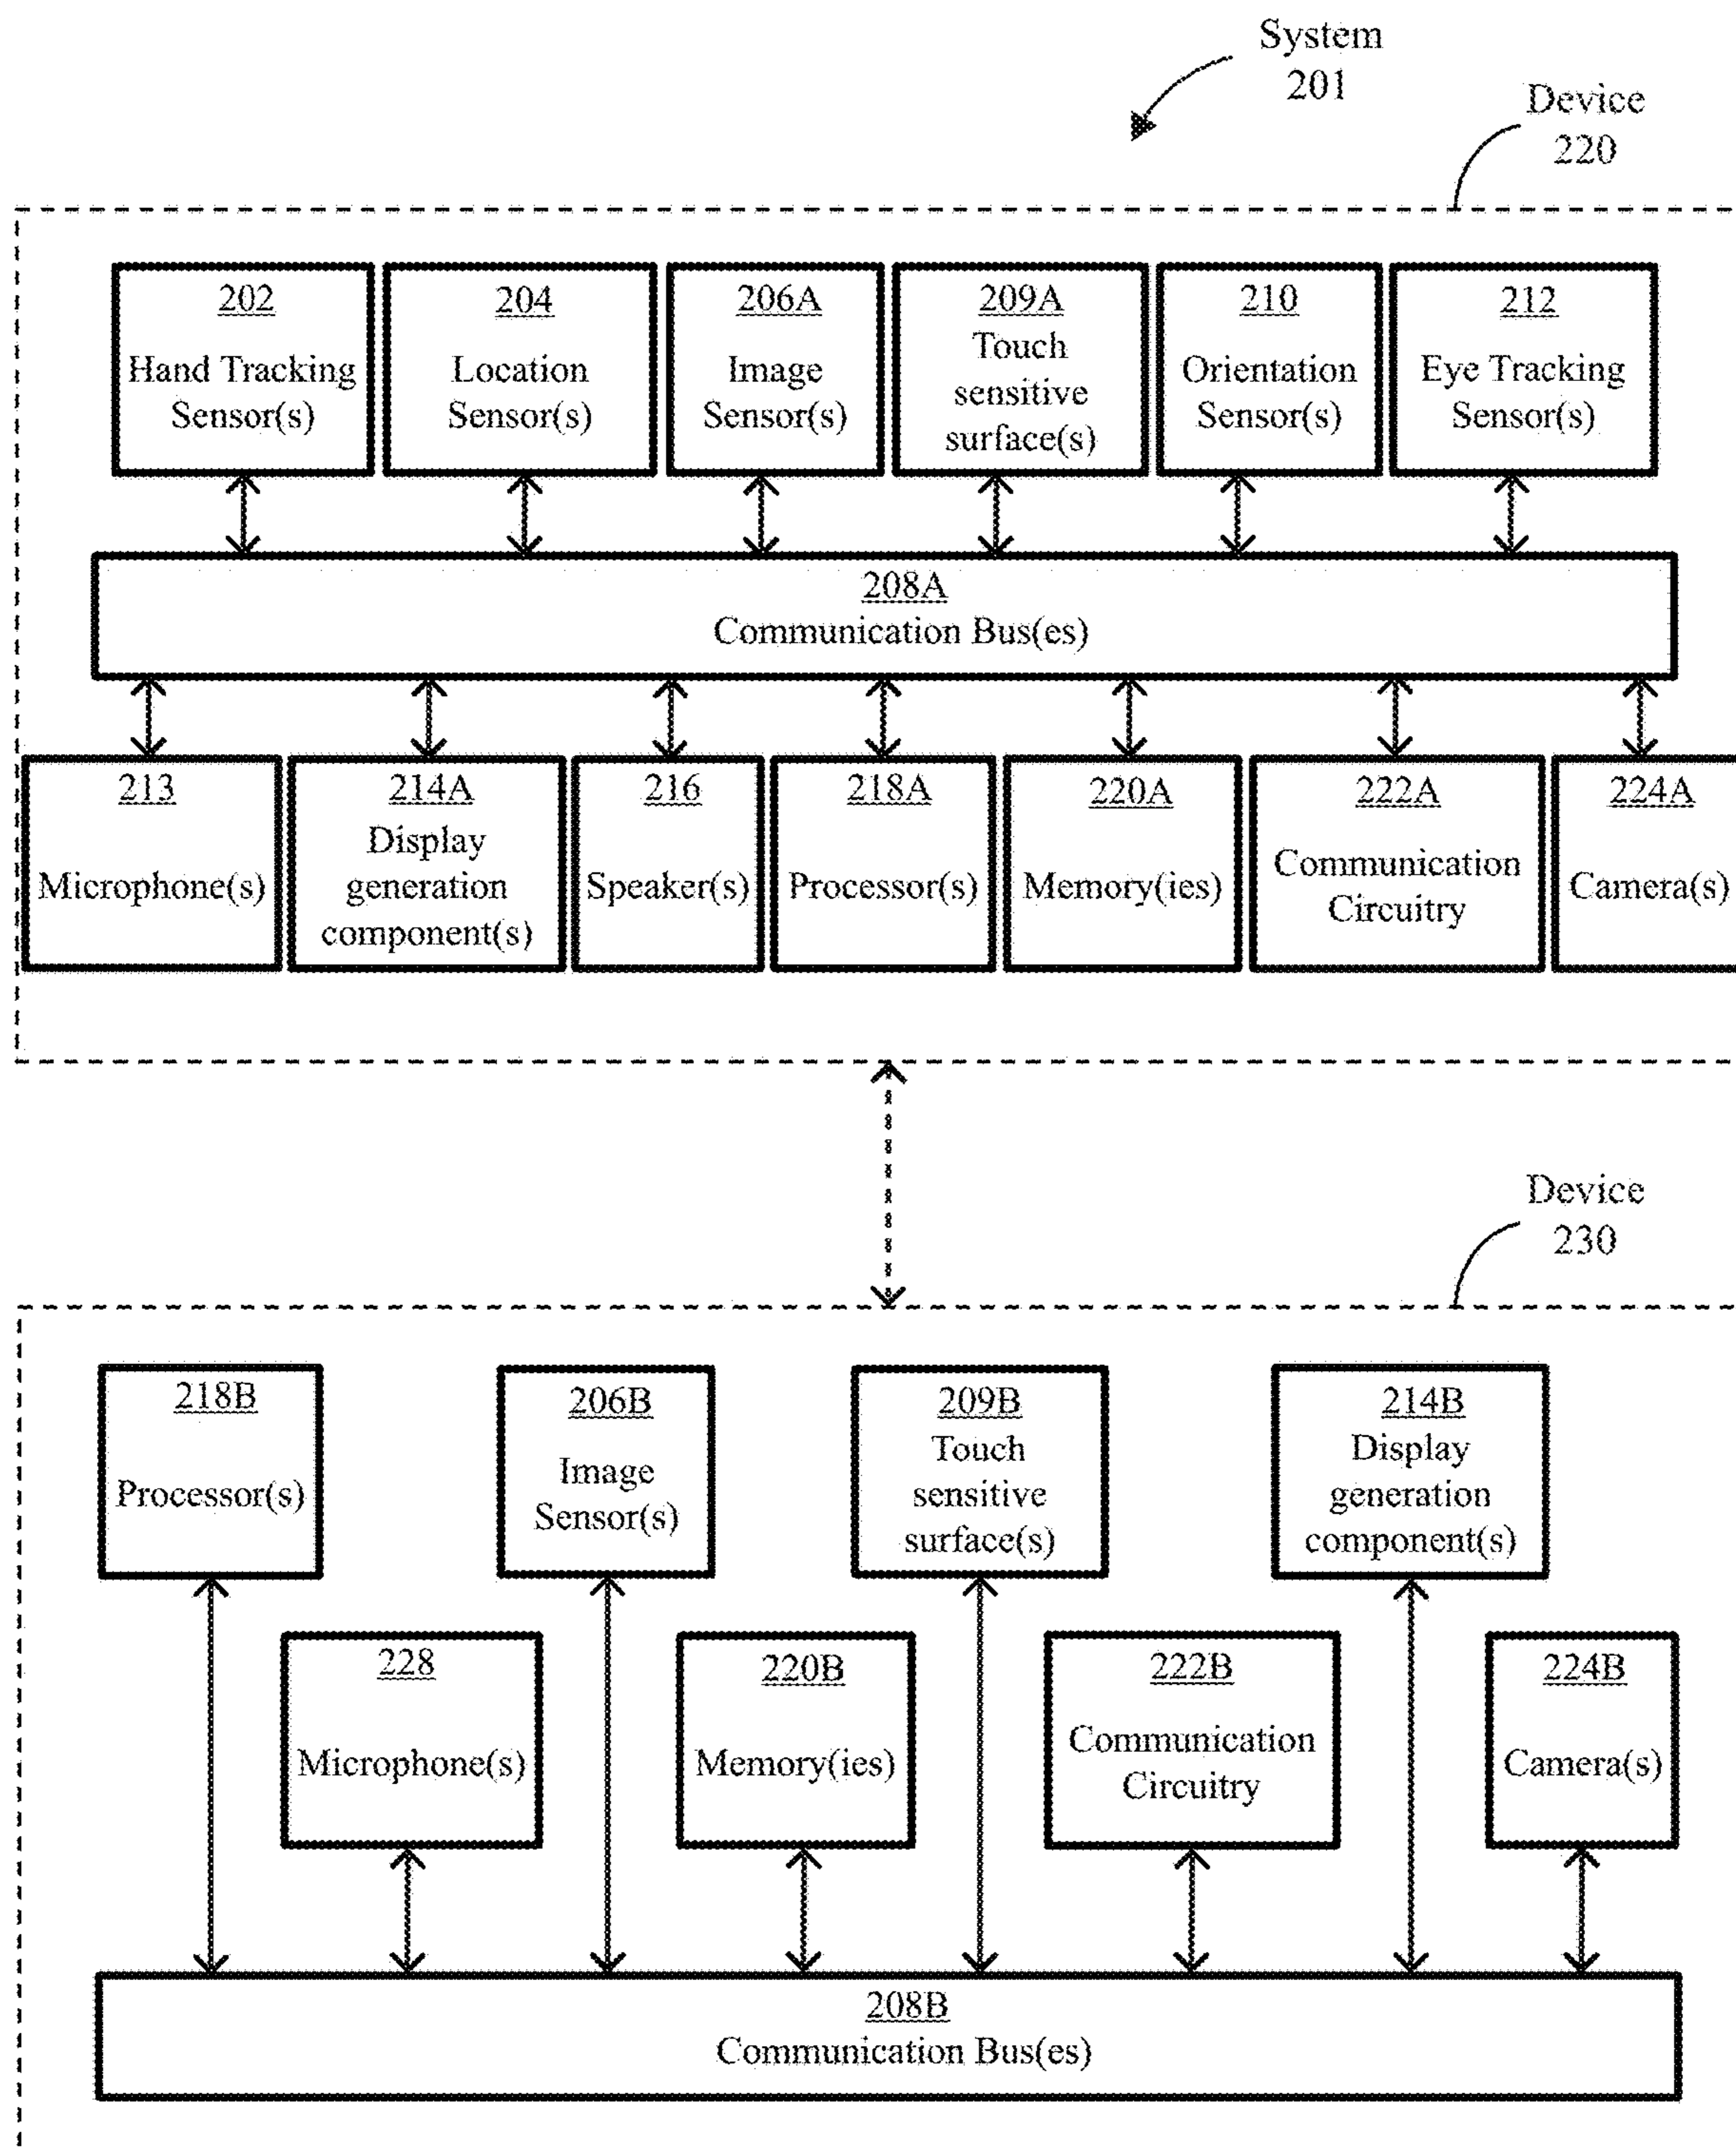 System
201
Device
220
202
Hand Tracking
Sensor(s)
204
Location
Sensor(s)
206A
Image
Sensor(s)
209A
Touch
sensitive
surface(s)
210
Orientation
Sensor(s)
212
Eye Tracking
Sensor(s)
208A
Communication Bus(es)
213
Microphone(s)
214A
Display
generation
component(s)
216
Speaker(s)
218A
Processor(s)
220A
Memory(ies)
222A
Communication
Circuitry
224A
Camera(s)
Device
230
218B
Processor(s)
206B
Image
Sensor(s)
209B
Touch
sensitive
surface(s)
214B
Display
generation
component(s)
228
Microphone(s)
220B
Memory(ies)
222B
Communication
Circuitry
224B
Camera(s)
208B
Communication Bus(es)